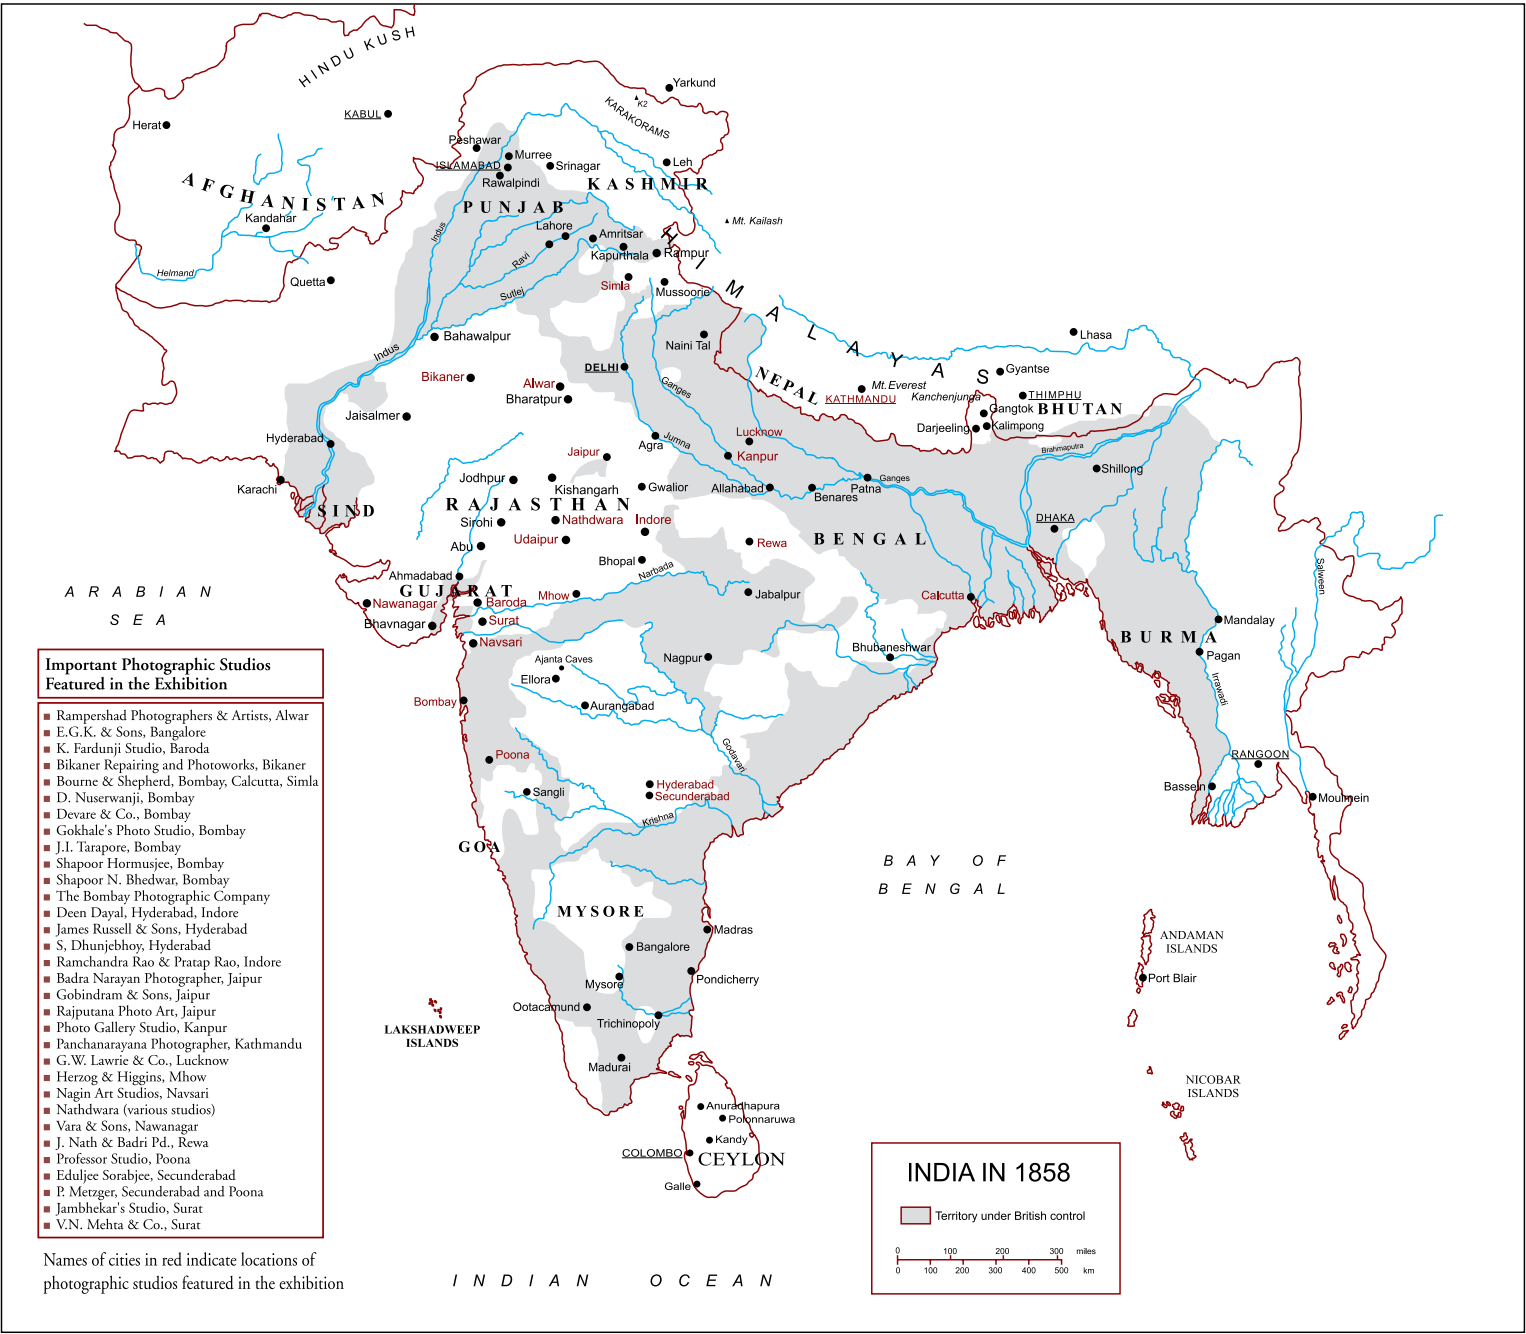 HINDU KUSH
Yarkund
K2
KARAKORAMS
KABUL
Herat
Peshawar
Murree
ISLAMABAD
Srinagar
Leh
Rawalpindi
KASHMIR
AFGHANISTAN
PUNJAB
Kandahar
Mt. Kailash
Indus
Lahore
Amritsar
Ravi
Kapurthala
Rampur
HIMALAYAS
Helmand
Quetta
Sutlej
Simla
Mussoorie
Bahawalpur
Naini Tal
Lhasa
Indus
DELHI
Gyantse
Bikaner
Alwar
Ganges
NEPAL
Mt.Everest
KATHMANDU
Kanchenjunga
THIMPHU
Bharatpur
Gangtok
BHUTAN
Jaisalmer
Darjeeling
Kalimpong
Hyderabad
Agra
Jumna
Lucknow
Kanpur
Brahmaputra
Jaipur
Shillong
Karachi
Jodhpur
Kishangarh
Gwalior
Allahabad
Benares
Patna
Ganges
RAJASTHAN
SIND
Sirohi
Nathdwara
Indore
DHAKA
Udaipur
Rewa
BENGAL
Abu
Bhopal
Narbada
Salween
Ahmadabad
GUJARAT
ARABIAN
SEA
Nawanagar
Baroda
Mhow
Jabalpur
Calcutta
Bhavnagar
Surat
Mandalay
Navsari
BURMA
Bhubaneshwar
Ajanta Caves
Nagpur
Pagan
Ellora
Irrawadi
Bombay
Aurangabad
Godavari
Poona
RANGOON
Hyderabad
Secunderabad
Bassein
Sangli
Moulmein
Krishna
GOA
BAY OF
BENGAL
MYSORE
Madras
Bangalore
ANDAMAN
ISLANDS
Mysore
Pondicherry
Port Blair
Ootacamund
Trichinopoly
LAKSHADWEEP
ISLANDS
Madurai
NICOBAR
ISLANDS
Anuradhapura
Polonnaruwa
Kandy
COLOMBO
CEYLON
Galle
INDIAN OCEAN
Important Photographic Studios
Featured in the Exhibition
Rampershad Photographers & Artists, Alwar
E.G.K. & Sons, Bangalore
K. Fardunji Studio, Baroda
Bikaner Repairing and Photoworks, Bikaner
Bourne & Shepherd, Bombay, Calcutta, Simla
D. Nuserwanji, Bombay
Devare & Co., Bombay
Gokhale's Photo Studio, Bombay
J.I. Tarapore, Bombay
Shapoor Hormusjee, Bombay
Shapoor N. Bhedwar, Bombay
The Bombay Photographic Company
Deen Dayal, Hyderabad, Indore
James Russell & Sons, Hyderabad
S, Dhunjebhoy, Hyderabad
Ramchandra Rao & Pratap Rao, Indore
Badra Narayan Photographer, Jaipur
Gobindram & Sons, Jaipur
Rajputana Photo Art, Jaipur
Photo Gallery Studio, Kanpur
Panchanarayana Photographer, Kathmandu
G.W. Lawrie & Co., Lucknow
Herzog & Higgins, Mhow
Nagin Art Studios, Navsari
Nathdwara (various studios)
Vara & Sons, Nawanagar
J. Nath & Badri Pd., Rewa
Professor Studio, Poona
Eduljee Sorabjee, Secunderabad
P. Metzger, Secunderabad and Poona
Jambhekar's Studio, Surat
V.N. Mehta & Co., Surat
Names of cities in red indicate locations of
photographic studios featured in the exhibition
INDIA IN 1858
Territory under British control
0 100 200 300 miles
0 100 200 300 400 500 km